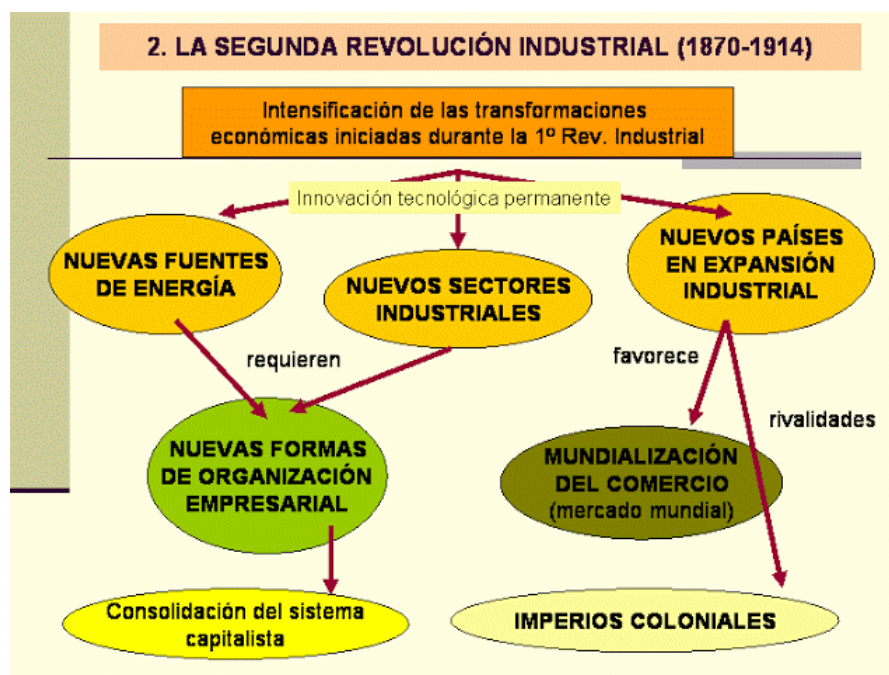 2. LA SEGUNDA REVOLUCIÓN INDUSTRIAL (1870-1914)
Intensificación de las transformaciones
económicas iniciadas durante la 1º Rev. Industrial
Innovación tecnológica permanente
NUEVAS FUENTES
DE ENERGÍA
NUEVOS SECTORES
INDUSTRIALES
NUEVOS PAÍSES
EN EXPANSIÓN
INDUSTRIAL
requieren
favorece
rivalidades
NUEVAS FORMAS
DE ORGANIZACIÓN
EMPRESARIAL
MUNDIALIZACIÓN
DEL COMERCIO
(mercado mundial)
Consolidación del sistema
capitalista
IMPERIOS COLONIALES